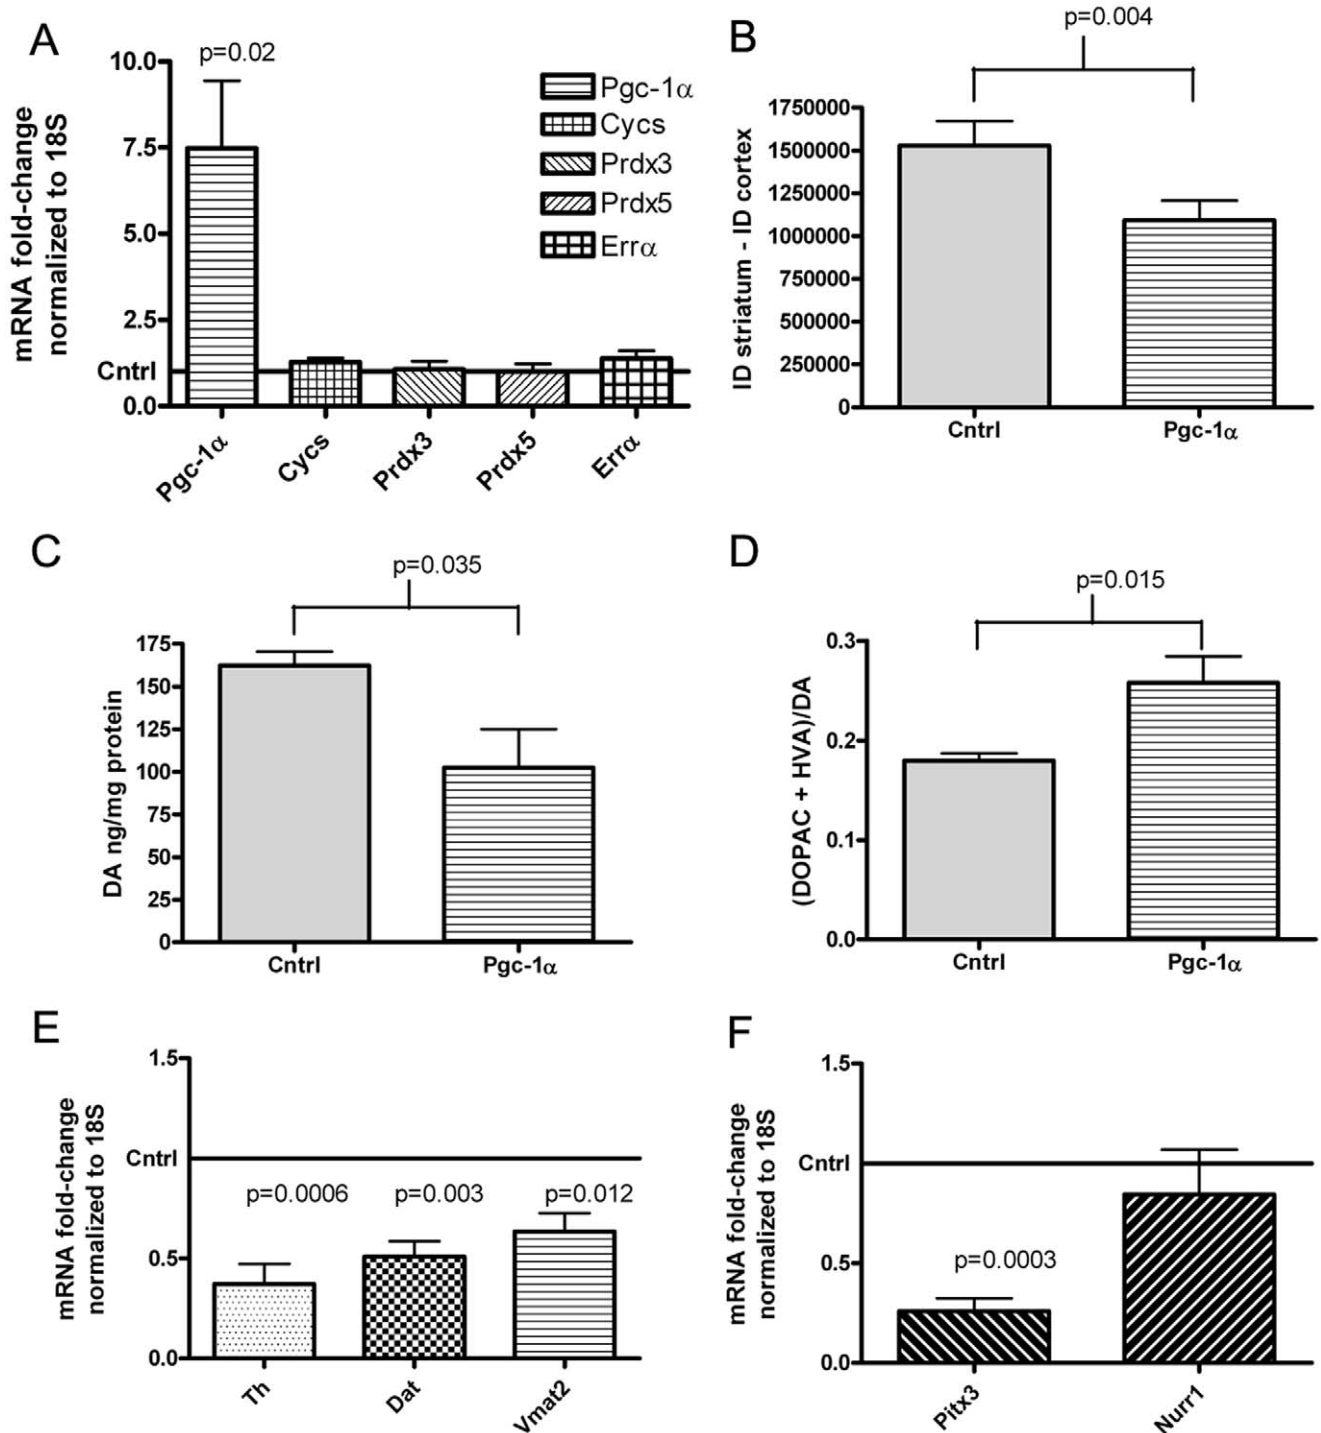 A
p=0.02
mRNA fold-change
normalized to 18S
10.0
7.5
5.0
2.5
Cntrl
0.0
Pgc-1α
Cycs
Prdx3
Prdx5
Errα
Pgc-1α
Cycs
Prdx3
Prdx5
Errα
B
p=0.004
ID striatum - ID cortex
1750000
1500000
1250000
1000000
750000
500000
250000
0
Cntrl
Pgc-1α
C
p=0.035
DA ng/mg protein
175
150
125
100
75
50
25
0
Cntrl
Pgc-1α
D
p=0.015
(DOPAC + HVA)/DA
0.3
0.2
0.1
0.0
Cntrl
Pgc-1α
E
mRNA fold-change
normalized to 18S
1.5
Cntrl
0.5
0.0
p=0.0006
p=0.003
p=0.012
Th
Dat
Vmat2
F
mRNA fold-change
normalized to 18S
1.5
Cntrl
0.5
0.0
p=0.0003
Pitx3
Nurr1